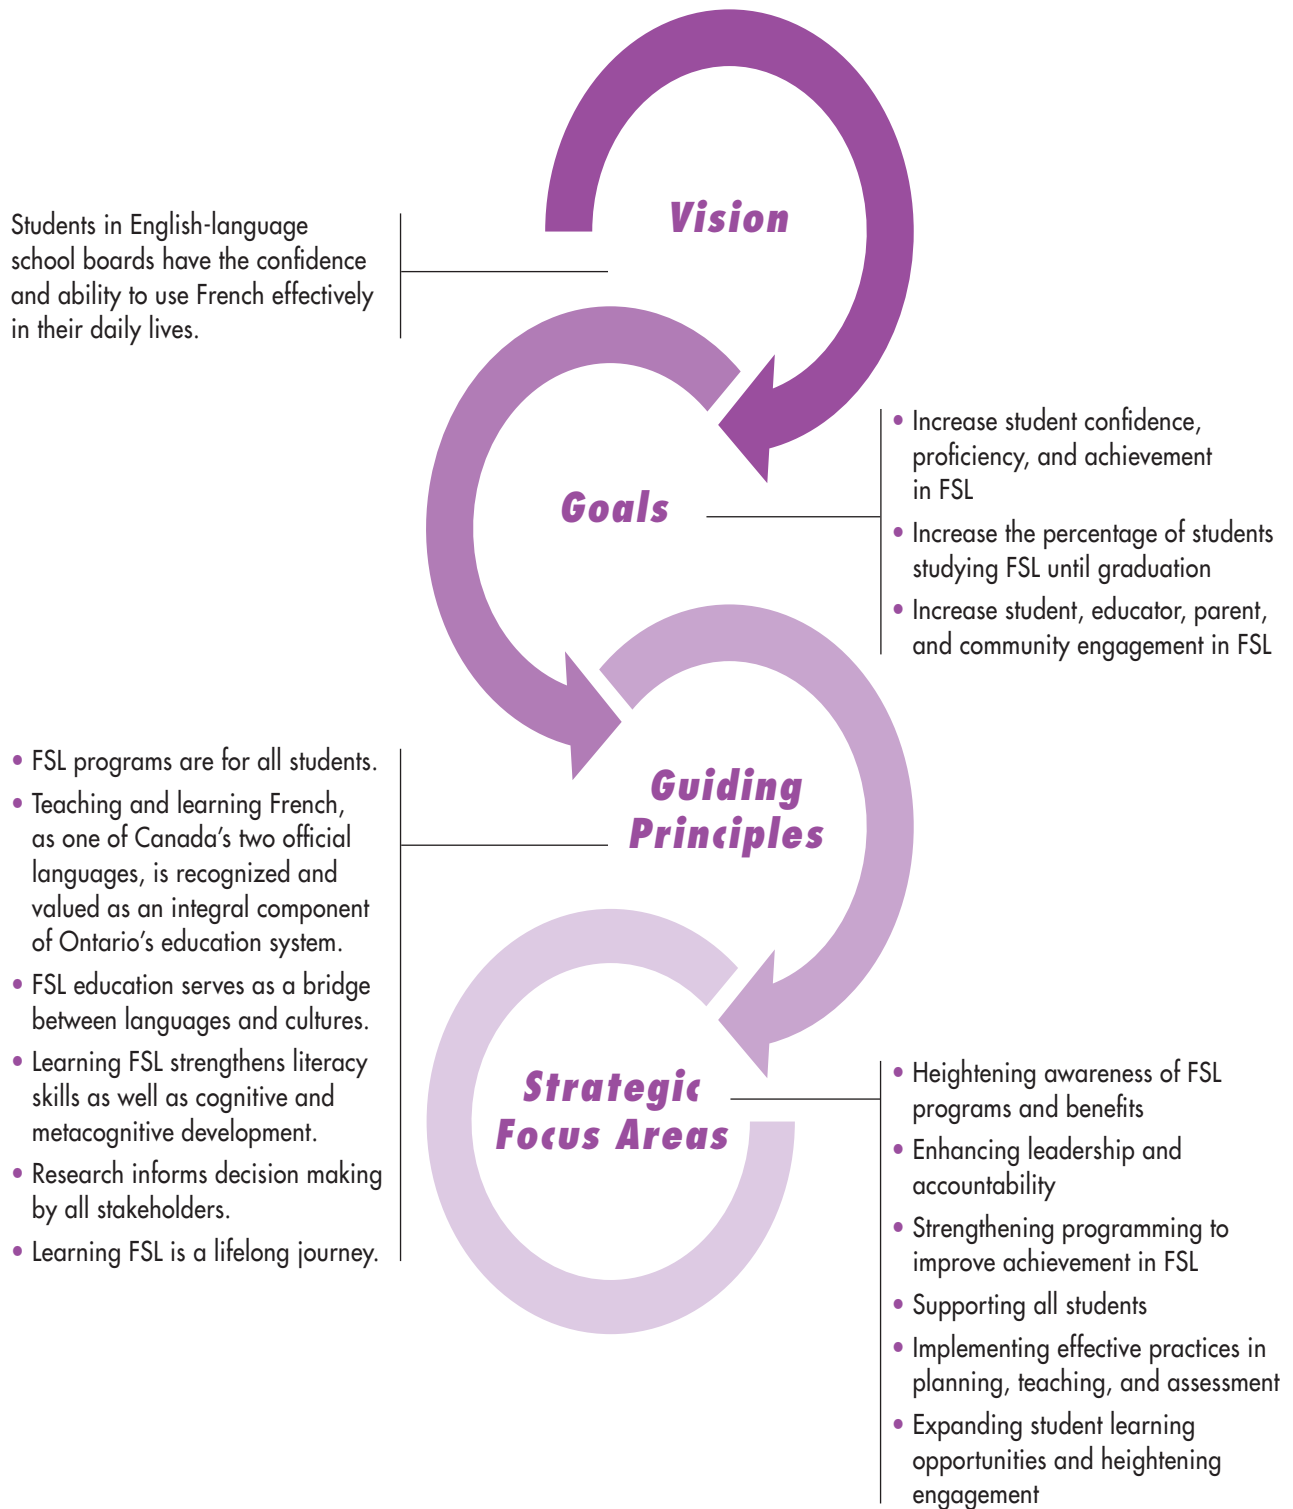 Vision
Students in English-language
school boards have the confidence
and ability to use French effectively
in their daily lives.
Goals
• Increase student confidence,
proficiency, and achievement
in FSL
• Increase the percentage of students
studying FSL until graduation
• Increase student, educator, parent,
and community engagement in FSL
Guiding
Principles
• FSL programs are for all students.
• Teaching and learning French,
as one of Canada’s two official
languages, is recognized and
valued as an integral component
of Ontario’s education system.
• FSL education serves as a bridge
between languages and cultures.
• Learning FSL strengthens literacy
skills as well as cognitive and
metacognitive development.
• Research informs decision making
by all stakeholders.
• Learning FSL is a lifelong journey.
Strategic
Focus Areas
• Heightening awareness of FSL
programs and benefits
• Enhancing leadership and
accountability
• Strengthening programming to
improve achievement in FSL
• Supporting all students
• Implementing effective practices in
planning, teaching, and assessment
• Expanding student learning
opportunities and heightening
engagement